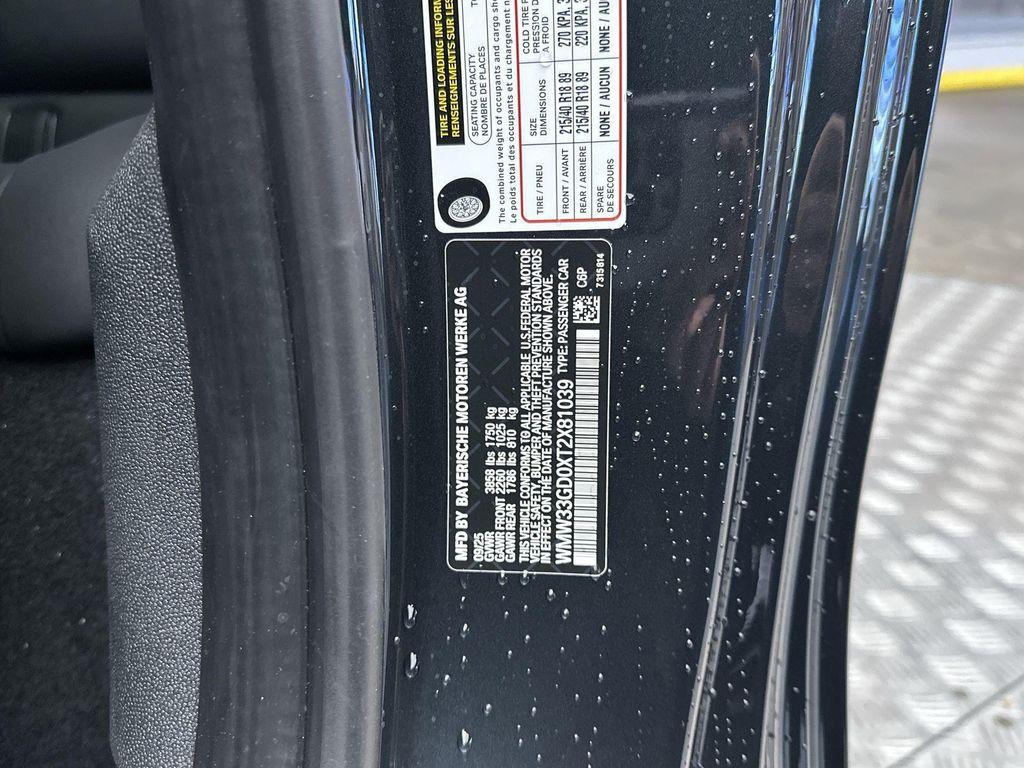 MFD BY BAYERISCHE MOTOREN WERKE AG
09/25
GVWR 3858 lbs 1750 kg
GAWR FRONT 2260 lbs 1025 kg
GAWR REAR 1786 lbs 810 kg
THIS VEHICLE CONFORMS TO ALL APPLICABLE U.S. FEDERAL MOTOR
VEHICLE SAFETY, BUMPER AND THEFT PREVENTION STANDARDS
IN EFFECT ON THE DATE OF MANUFACTURE SHOWN ABOVE.
WMW33GD0XT2X81039 TYPE: PASSENGER CAR
C6P
7315814
TIRE AND LOADING
RENSEIGNEMENTS SUR LES
SEATING CAPACITY
NOMBRE DE PLACES
The combined weight of occupants and cargo
Le poids total des occupants et du chargement
TIRE / PNEU SIZE DIMENSIONS COLD TIRE
PRESSION
A FROID
FRONT / AVANT 215/40 R18 89 270 KPA,
REAR / ARRIÈRE 215/40 R18 89 220 KPA,
SPARE
DE SECOURS NONE / AUCUN NONE /